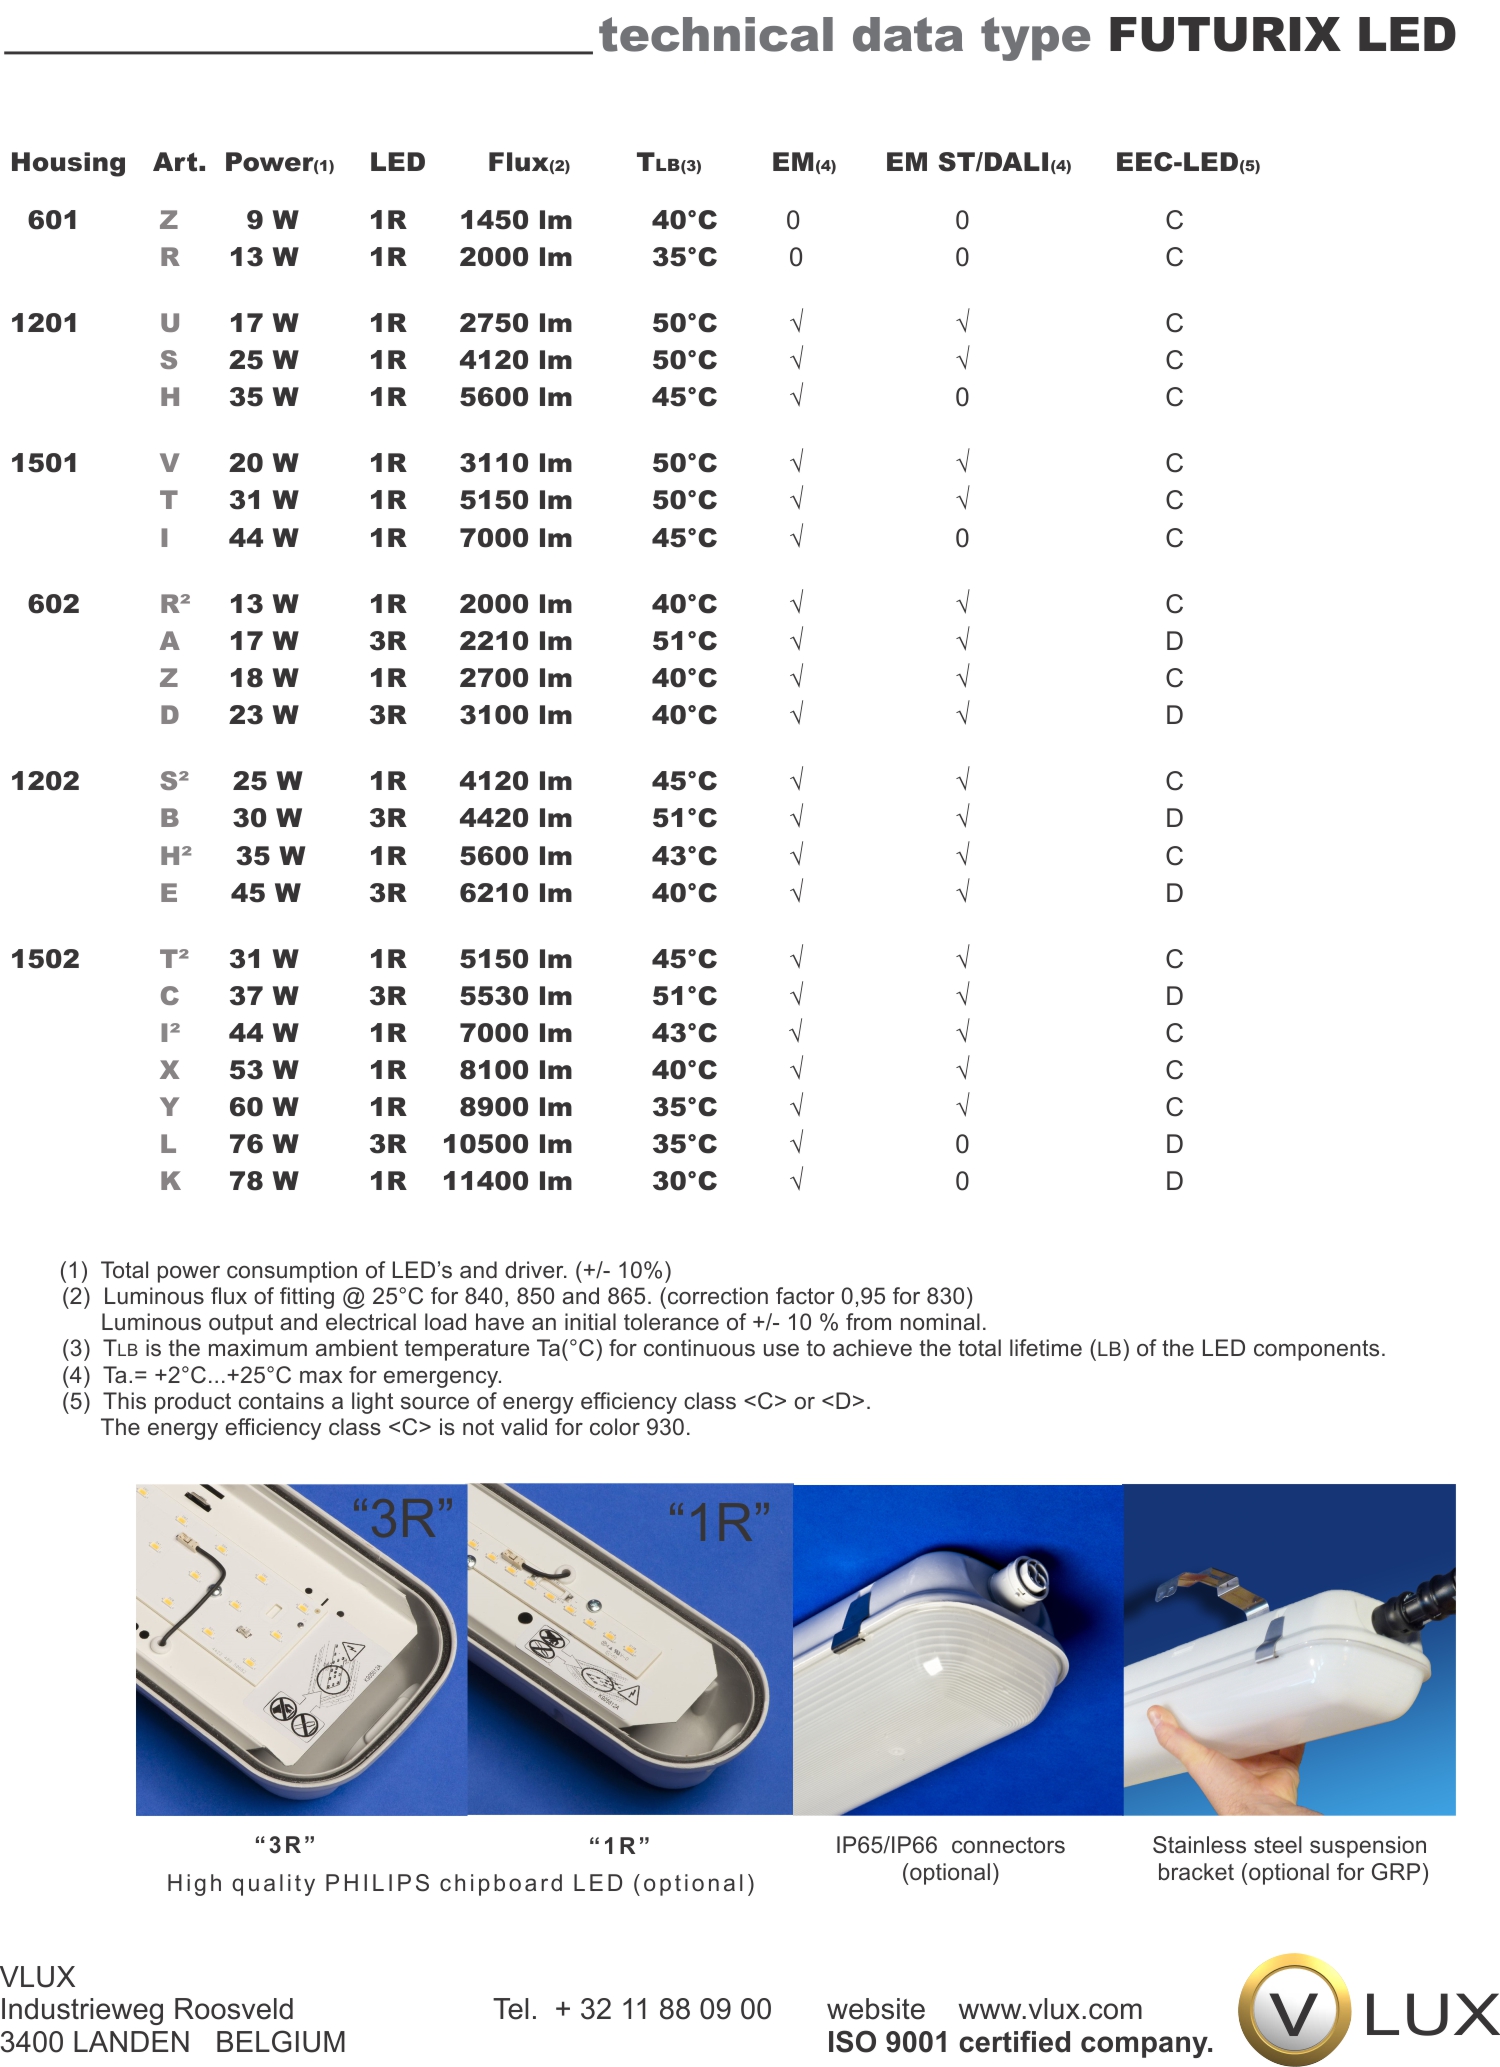 technical data type FUTURIX LED
Housing Art. Power(1) LED Flux(2) TLB(3) EM(4) EM ST/DALI(4) EEC-LED(5)
601 Z 9 W 1R 1450 lm 40°C 0 0 C
R 13 W 1R 2000 lm 35°C 0 0 C
1201 U 17 W 1R 2750 lm 50°C √ √ C
S 25 W 1R 4120 lm 50°C √ √ C
H 35 W 1R 5600 lm 45°C √ 0 C
1501 V 20 W 1R 3110 lm 50°C √ √ C
T 31 W 1R 5150 lm 50°C √ √ C
I 44 W 1R 7000 lm 45°C √ 0 C
602 R² 13 W 1R 2000 lm 40°C √ √ C
A 17 W 3R 2210 lm 51°C √ √ D
Z 18 W 1R 2700 lm 40°C √ √ C
D 23 W 3R 3100 lm 40°C √ √ D
1202 S² 25 W 1R 4120 lm 45°C √ √ C
B 30 W 3R 4420 lm 51°C √ √ D
H² 35 W 1R 5600 lm 43°C √ √ C
E 45 W 3R 6210 lm 40°C √ √ D
1502 T² 31 W 1R 5150 lm 45°C √ √ C
C 37 W 3R 5530 lm 51°C √ √ D
I² 44 W 1R 7000 lm 43°C √ √ C
X 53 W 1R 8100 lm 40°C √ √ C
Y 60 W 1R 8900 lm 35°C √ √ C
L 76 W 3R 10500 lm 35°C √ 0 D
K 78 W 1R 11400 lm 30°C √ 0 D
(1) Total power consumption of LED’s and driver. (+/- 10%)
(2) Luminous flux of fitting @ 25°C for 840, 850 and 865. (correction factor 0,95 for 830)
Luminous output and electrical load have an initial tolerance of +/- 10 % from nominal.
(3) TLB is the maximum ambient temperature Ta(°C) for continuous use to achieve the total lifetime (LB) of the LED components.
(4) Ta.= +2°C...+25°C max for emergency.
(5) This product contains a light source of energy efficiency class <C> or <D>.
The energy efficiency class <C> is not valid for color 930.
“3R” “1R”
“3R” “1R” IP65/IP66 connectors Stainless steel suspension
(optional) bracket (optional for GRP)
High quality PHILIPS chipboard LED (optional)
VLUX
Industrieweg Roosveld Tel. + 32 11 88 09 00 website www.vlux.com
3400 LANDEN BELGIUM ISO 9001 certified company.
V LUX